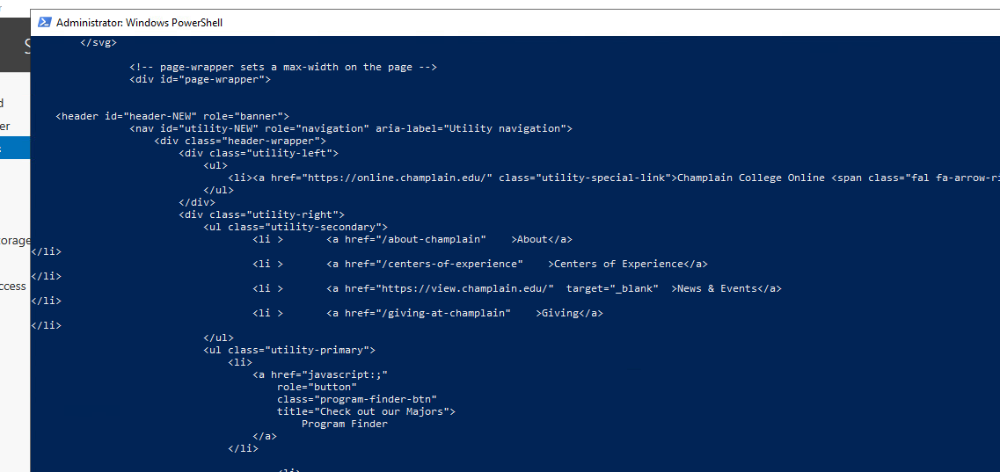 Administrator: Windows PowerShell
</svg>
<!-- page-wrapper sets a max-width on the page -->
<div id="page-wrapper">
<header id="header-NEW" role="banner">
<nav id="utility-NEW" role="navigation" aria-label="Utility navigation">
<div class="header-wrapper">
<div class="utility-left">
<ul>
<li><a href="https://online.champlain.edu/" class="utility-special-link">Champlain College Online <span class="fal fa-arrow-ri
</ul>
</div>
<div class="utility-right">
<ul class="utility-secondary">
<li >       <a href="/about-champlain"    >About</a>
</li>
<li >       <a href="/centers-of-experience"    >Centers of Experience</a>
</li>
<li >       <a href="https://view.champlain.edu/"  target="_blank"  >News & Events</a>
</li>
<li >       <a href="/giving-at-champlain"    >Giving</a>
</li>
</ul>
<ul class="utility-primary">
<li>
<a href="javascript:;"
role="button"
class="program-finder-btn"
title="Check out our Majors">
Program Finder
</a>
</li>
<li>